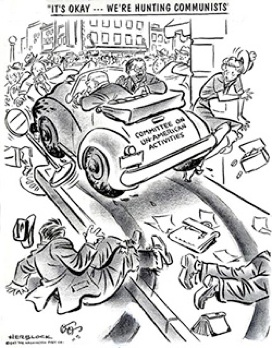 "IT'S OKAY --- WE'RE HUNTING COMMUNISTS"
COMMITTEE ON
UN-AMERICAN
ACTIVITIES
HERBLOCK